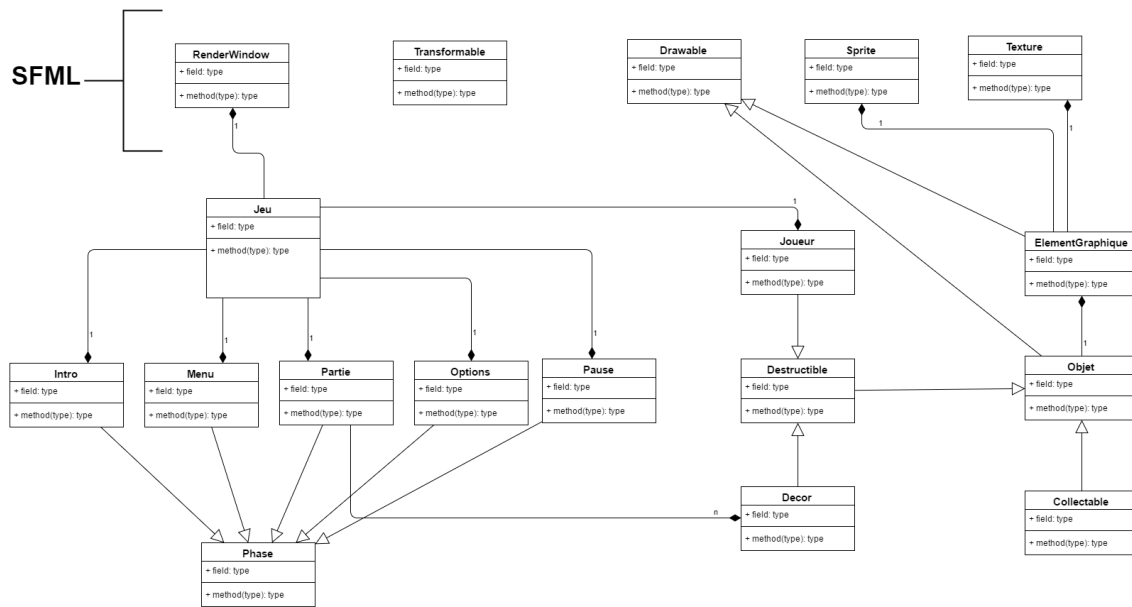 SFML
RenderWindow
+ field: type
+ method(type): type
1
Transformable
+ field: type
+ method(type): type
Drawable
+ field: type
+ method(type): type
Sprite
+ field: type
+ method(type): type
1
Texture
+ field: type
+ method(type): type
1
Jeu
+ field: type
+ method(type): type
1
Joueur
+ field: type
+ method(type): type
ElementGraphique
+ field: type
+ method(type): type
1
1
Intro
+ field: type
+ method(type): type
1
Menu
+ field: type
+ method(type): type
1
Partie
+ field: type
+ method(type): type
1
Options
+ field: type
+ method(type): type
1
Pause
+ field: type
+ method(type): type
Destructible
+ field: type
+ method(type): type
Objet
+ field: type
+ method(type): type
n
Decor
+ field: type
+ method(type): type
Collectable
+ field: type
+ method(type): type
Phase
+ field: type
+ method(type): type